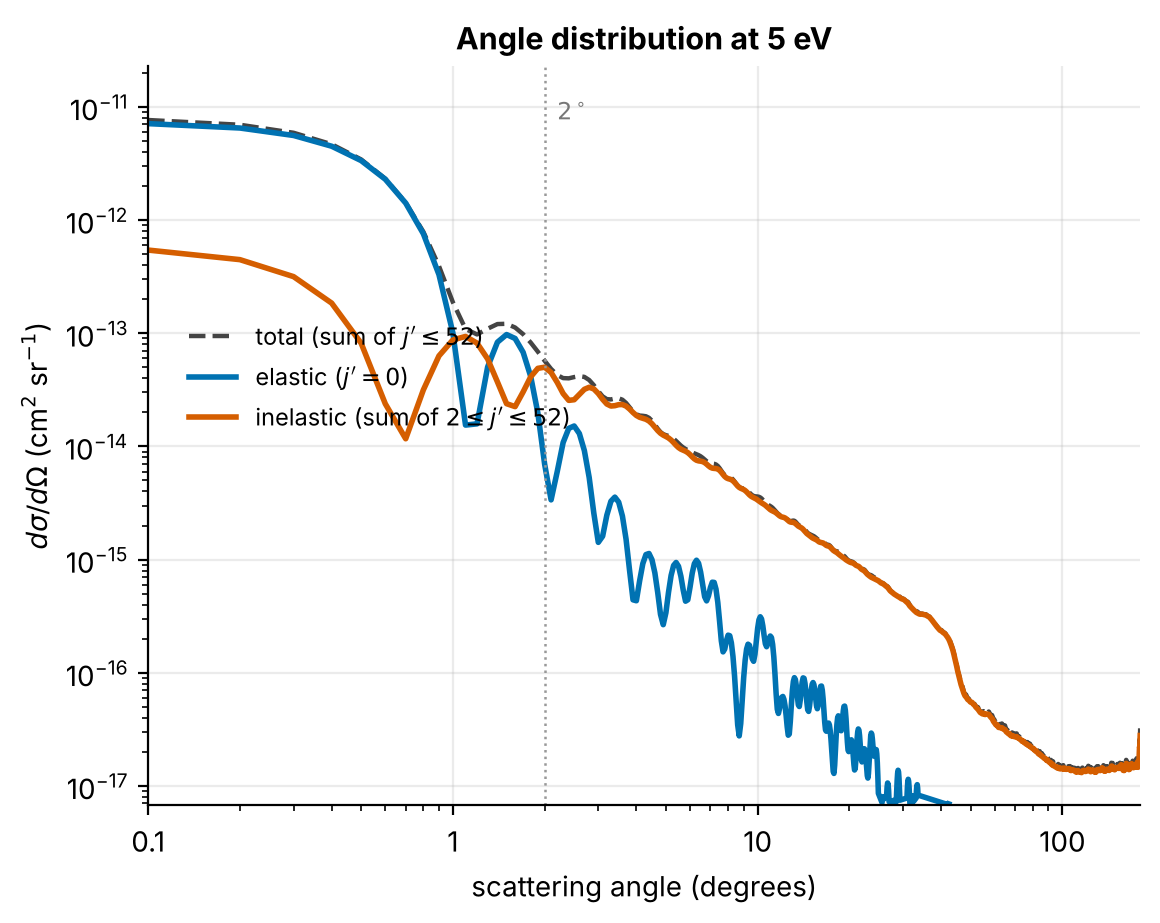 Angle distribution at 5 eV
10⁻¹¹
10⁻¹²
10⁻¹³
10⁻¹⁴
10⁻¹⁵
10⁻¹⁶
10⁻¹⁷
dσ/dΩ (cm² sr⁻¹)
2°
total (sum of j′ ≤ 52)
elastic (j′ = 0)
inelastic (sum of 2 ≤ j′ ≤ 52)
0.1 1 10 100
scattering angle (degrees)